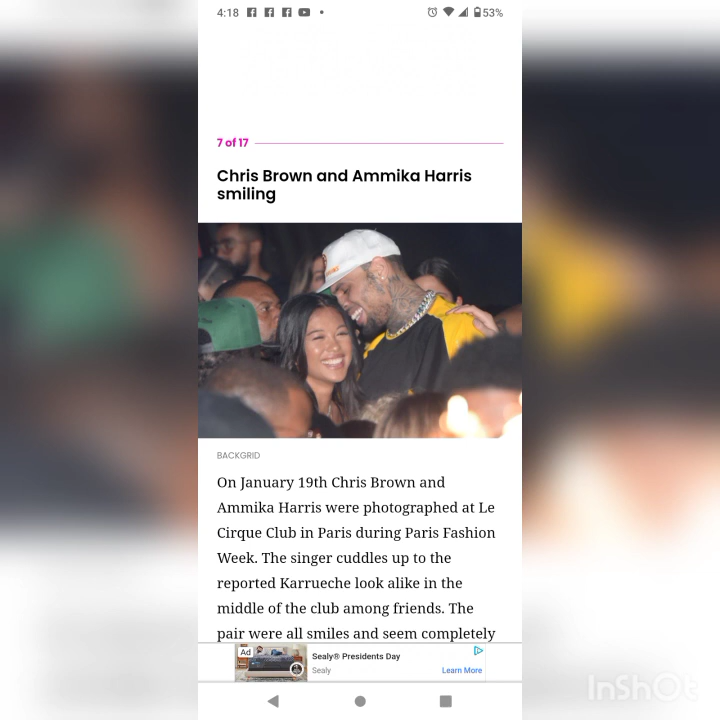 4:18
53%
7 of 17
Chris Brown and Ammika Harris
smiling
BACKGRID
On January 19th Chris Brown and
Ammika Harris were photographed at Le
Cirque Club in Paris during Paris Fashion
Week. The singer cuddles up to the
reported Karrueche look alike in the
middle of the club among friends. The
pair were all smiles and seem completely
Ad
Sealy® Presidents Day
Sealy
Learn More
InShOt